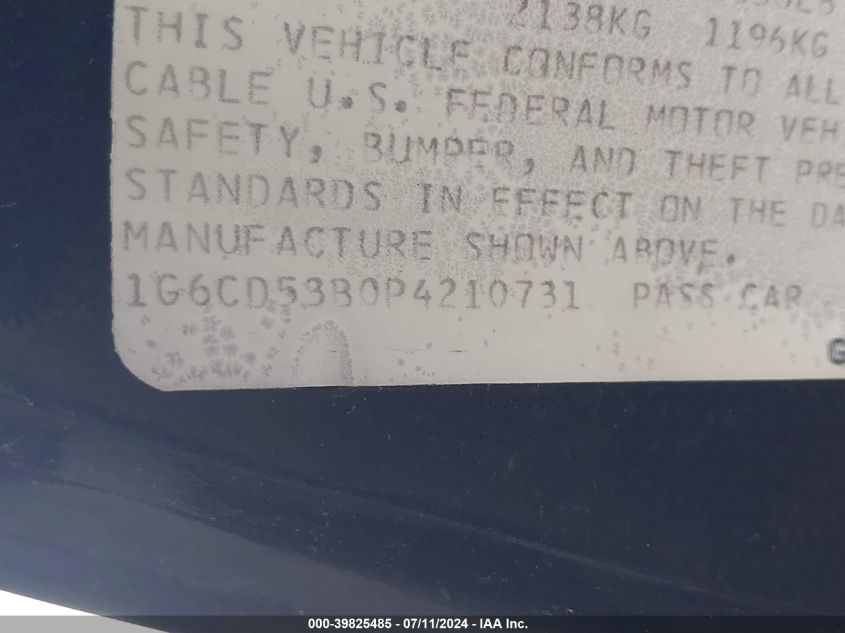 2138KG 1196KG
THIS VEHICLE CONFORMS TO ALL
CABLE U.S. FEDERAL MOTOR VEH
SAFETY, BUMPER, AND THEFT PRE
STANDARDS IN EFFECT ON THE DA
MANUFACTURE SHOWN ABOVE.
1G6CD53B0P4210731 PASS CAR
G
000-39825485 - 07/11/2024 - IAA Inc.